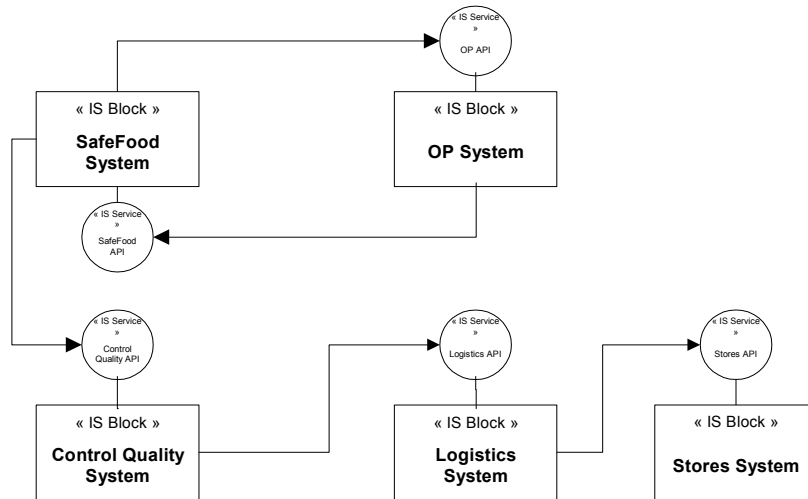 « IS Service
»
OP API
« IS Block »
SafeFood
System
« IS Block »
OP System
« IS Service
»
SafeFood
API
« IS Service
»
Control
Quality API
« IS Service
»
Logistics API
« IS Service
»
Stores API
« IS Block »
Control Quality
System
« IS Block »
Logistics
System
« IS Block »
Stores System